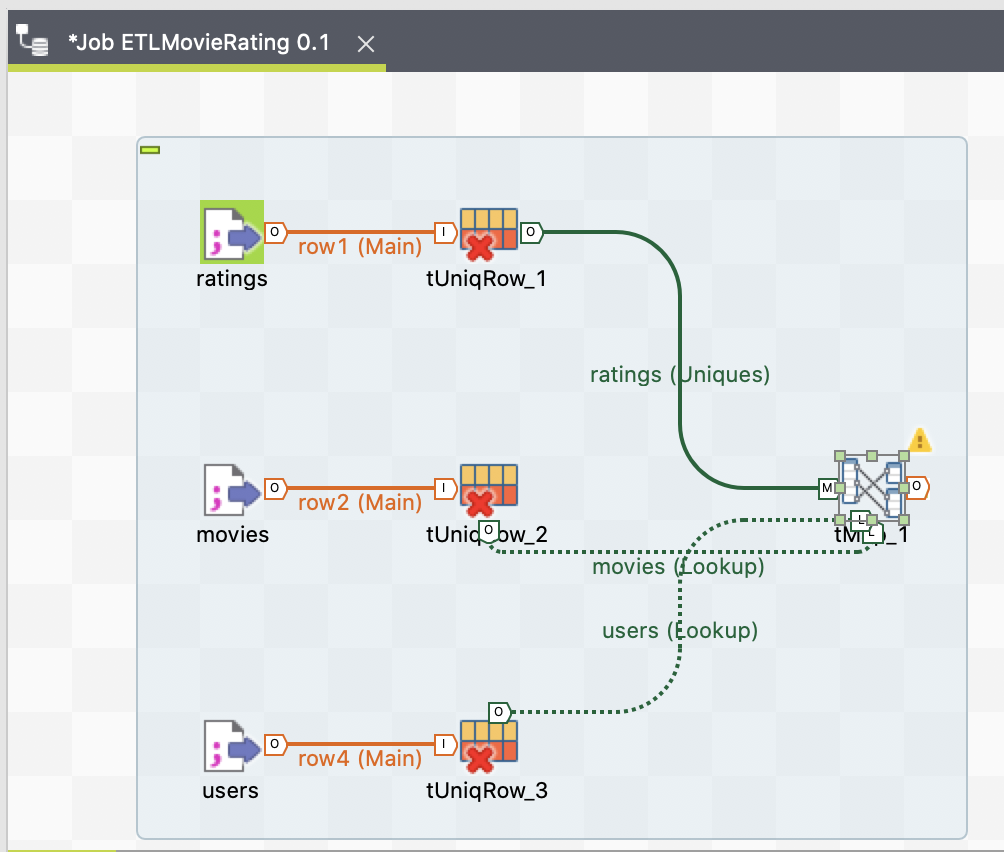 *Job ETLMovieRating 0.1
O
row1 (Main)
I
O
ratings
tUniqRow_1
ratings (Uniques)
O
row2 (Main)
I
M
O
movies
tUniqRow_2
O
L
L
tMap_1
movies (Lookup)
users (Lookup)
O
O
row4 (Main)
I
users
tUniqRow_3